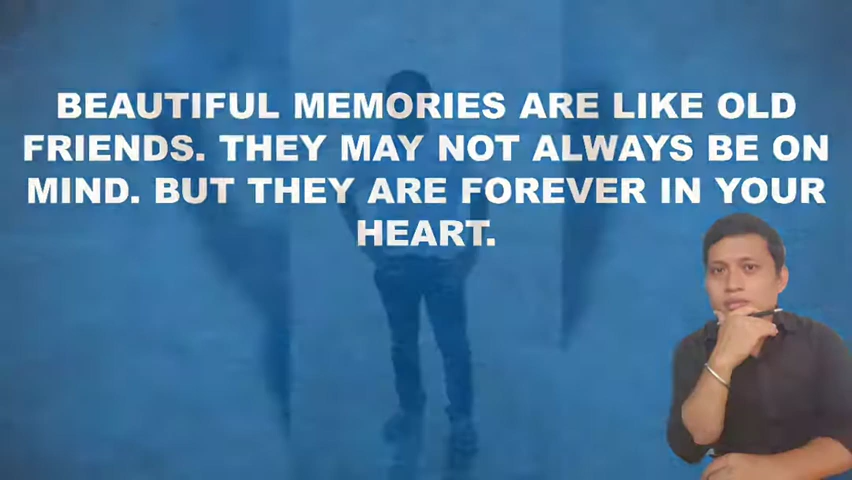 BEAUTIFUL MEMORIES ARE LIKE OLD
FRIENDS. THEY MAY NOT ALWAYS BE ON
MIND. BUT THEY ARE FOREVER IN YOUR
HEART.